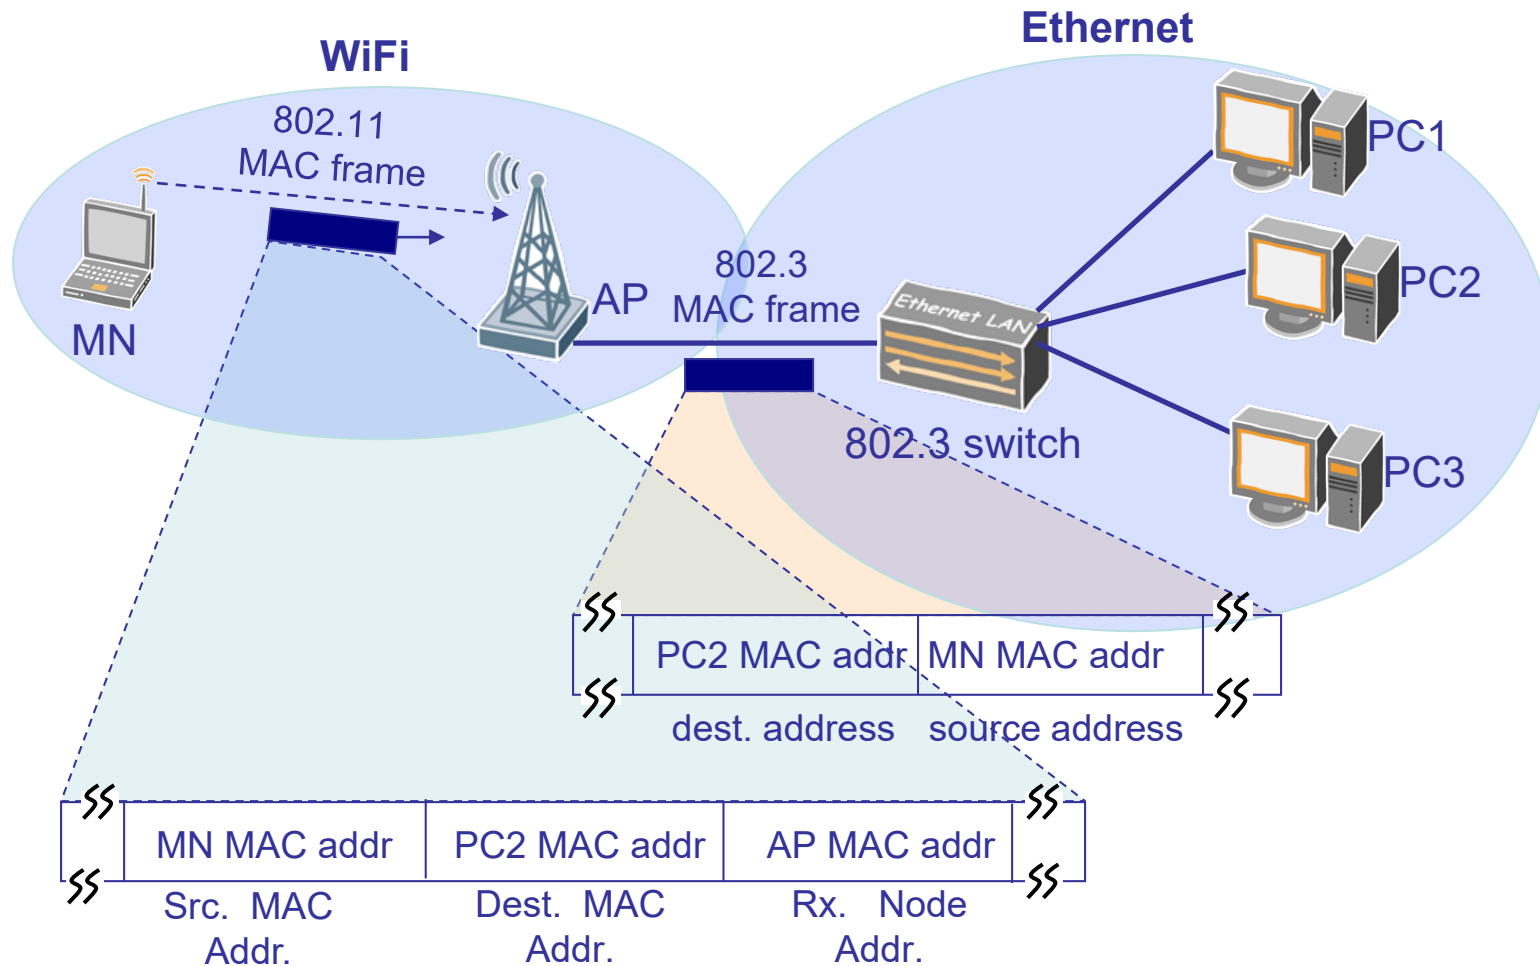 Ethernet
WiFi
802.11
MAC frame
PC1
MN
AP
802.3
MAC frame
Ethernet LAN
PC2
802.3 switch
PC3
PC2 MAC addr
MN MAC addr
dest. address
source address
MN MAC addr
PC2 MAC addr
AP MAC addr
Src. MAC
Addr.
Dest. MAC
Addr.
Rx. Node
Addr.